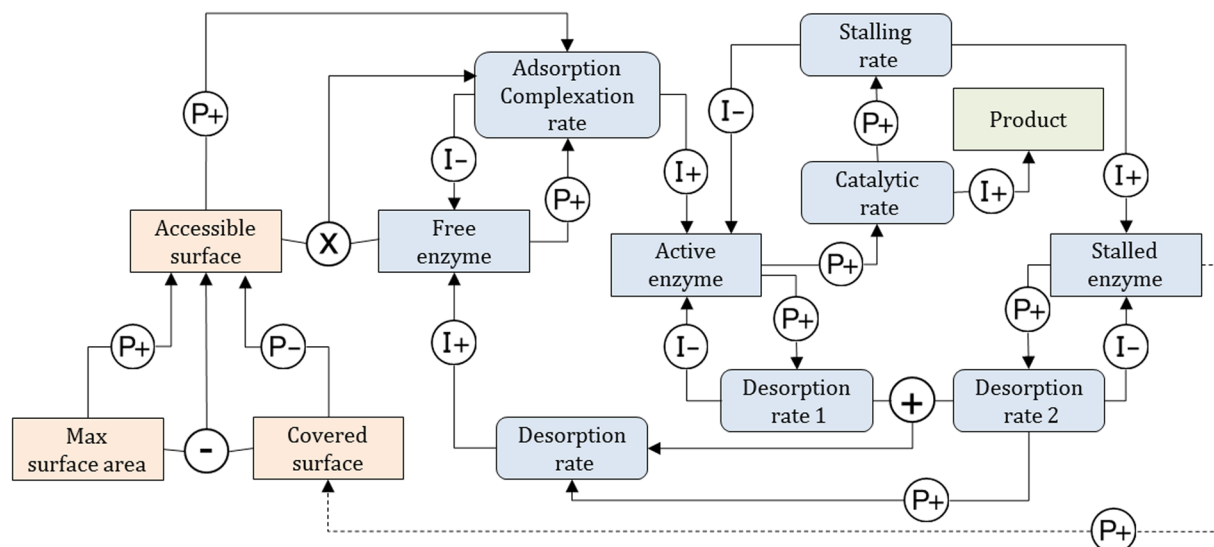 Stalling
rate
Adsorption
Complexation
rate
P+
I-
P+
Product
I-
I+
Catalytic
rate
I+
I+
P+
Accessible
surface
X
Free
enzyme
Active
enzyme
P+
Stalled
enzyme
P+
P+
P+
P-
I+
I-
I-
Desorption
rate 1
+
Desorption
rate 2
Max
surface area
-
Covered
surface
Desorption
rate
P+
P+